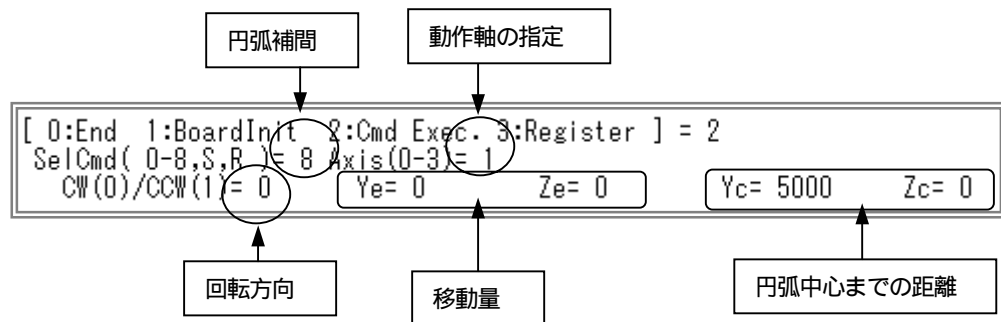 円弧補間
動作軸の指定
[ 0:End 1:BoardInit 2:Cmd Exec. 3:Register ] = 2
SelCmd( 0-8,S,R )= 8 Axis(0-3)= 1
CW(0)/CCW(1)= 0 Ye= 0 Ze= 0 Yc= 5000 Zc= 0
回転方向
移動量
円弧中心までの距離